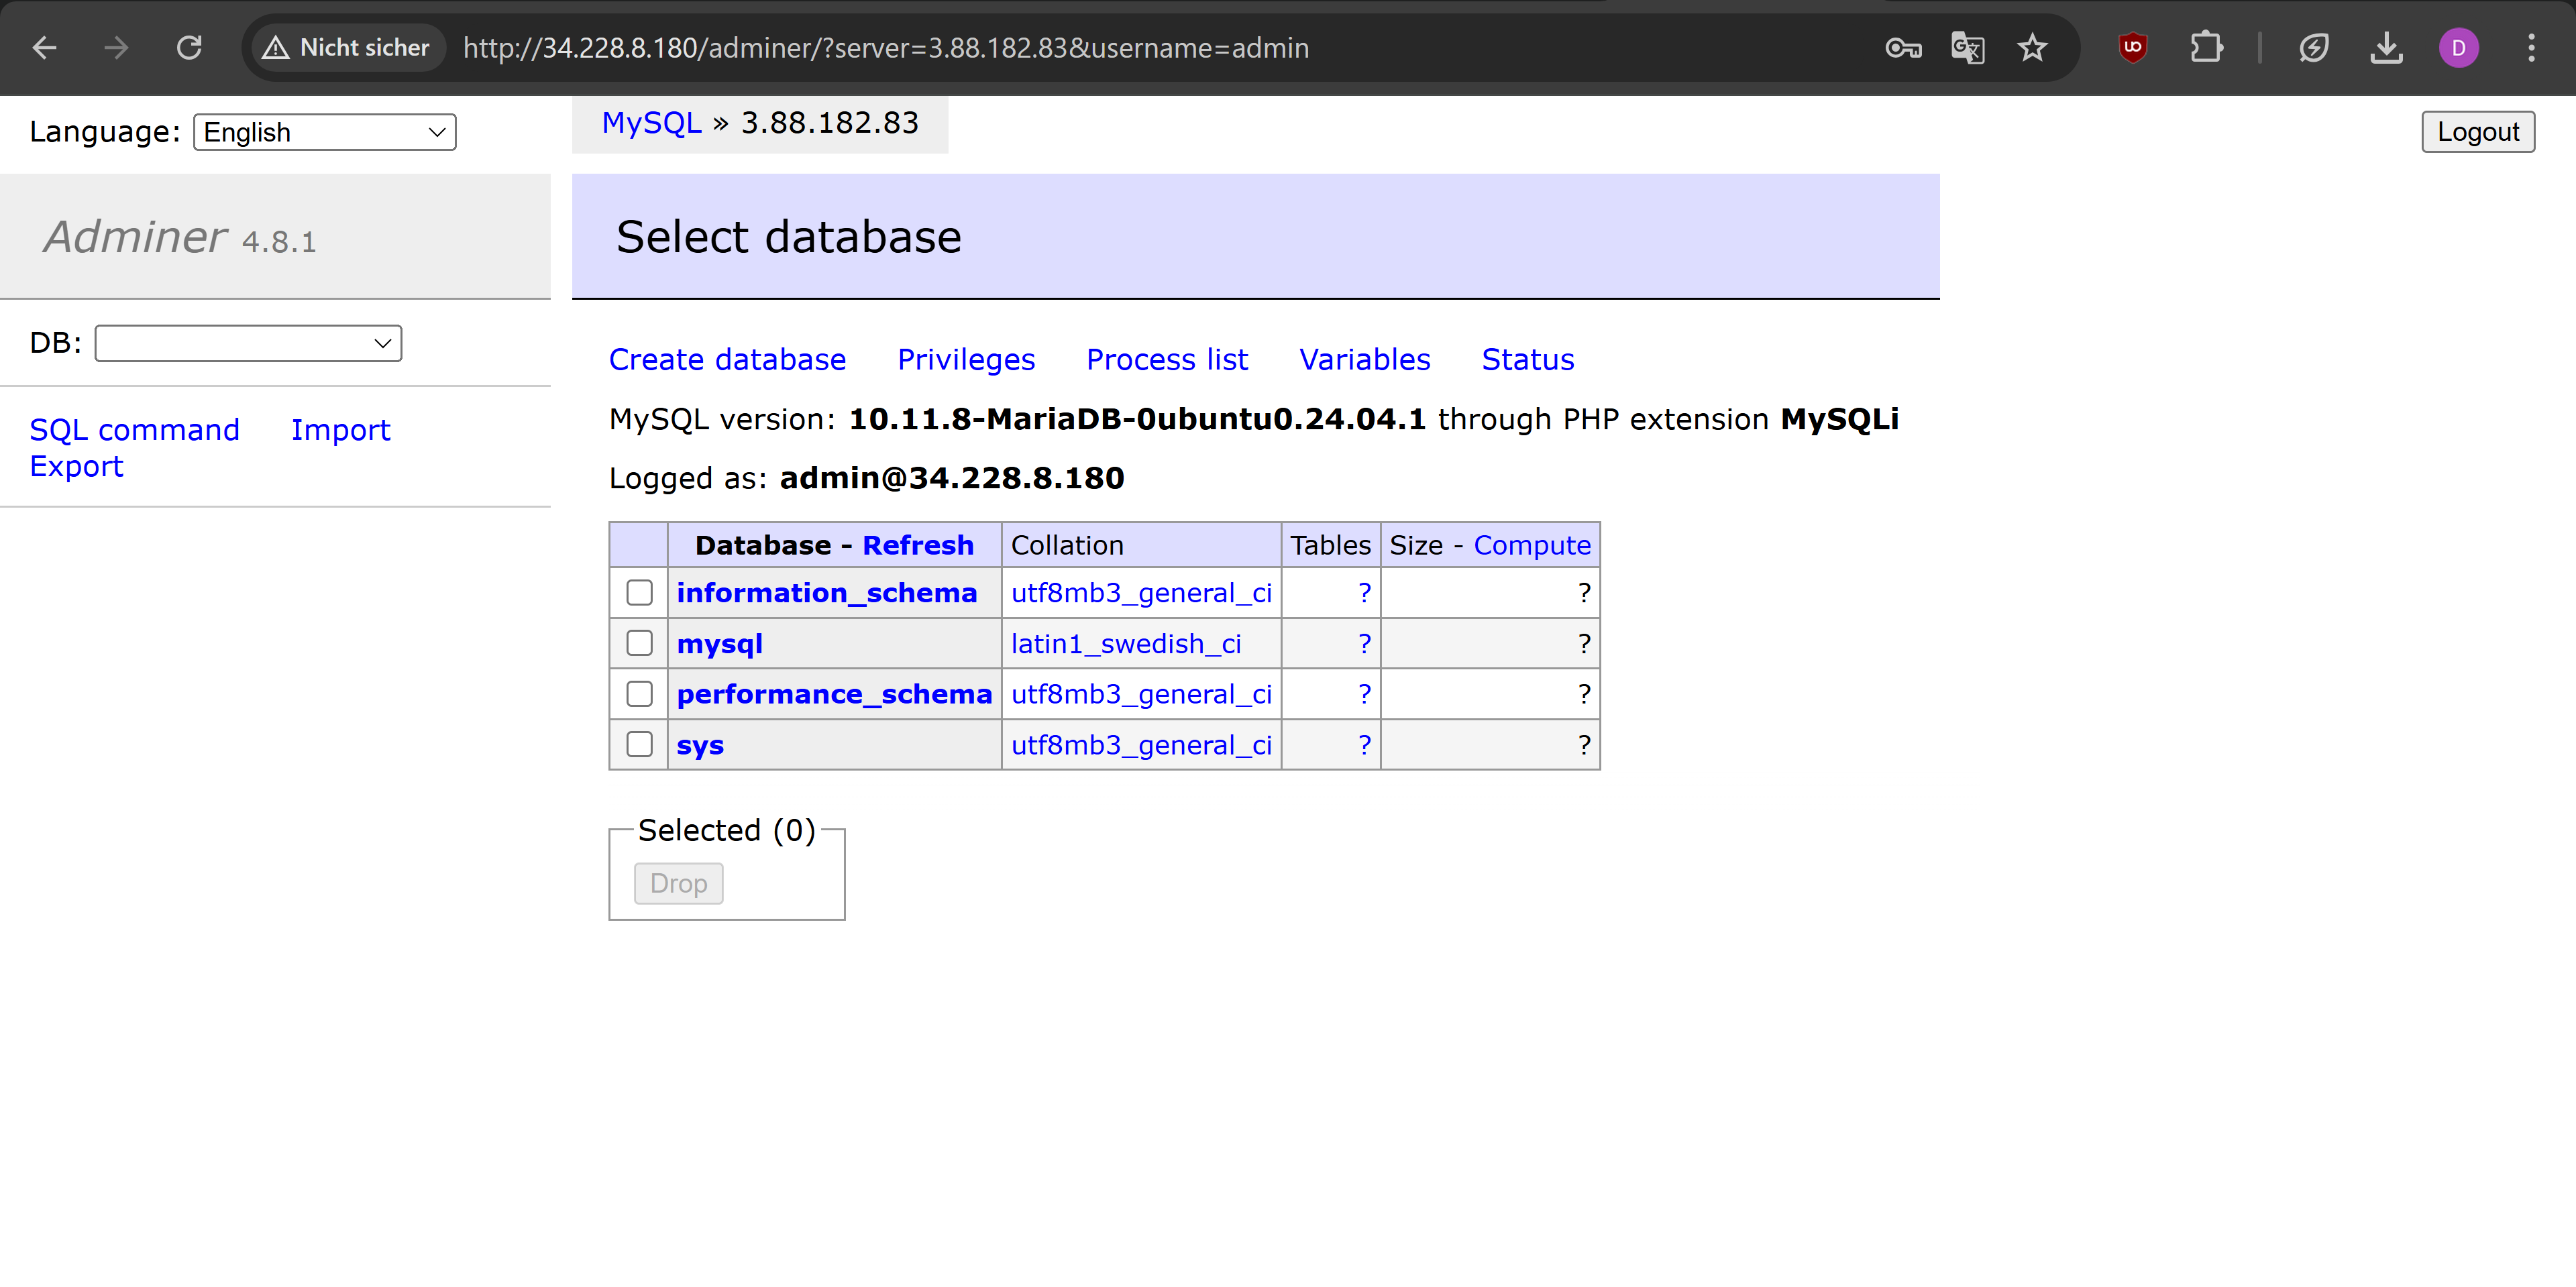 Nicht sicher http://34.228.8.180/adminer/?server=3.88.182.83&username=admin
D
Language: English
MySQL » 3.88.182.83
Logout
Adminer 4.8.1
Select database
DB:
SQL command Import
Export
Create database Privileges Process list Variables Status
MySQL version: 10.11.8-MariaDB-0ubuntu0.24.04.1 through PHP extension MySQLi
Logged as: admin@34.228.8.180
Database - Refresh Collation Tables Size - Compute
information_schema utf8mb3_general_ci ? ?
mysql latin1_swedish_ci ? ?
performance_schema utf8mb3_general_ci ? ?
sys utf8mb3_general_ci ? ?
Selected (0)
Drop